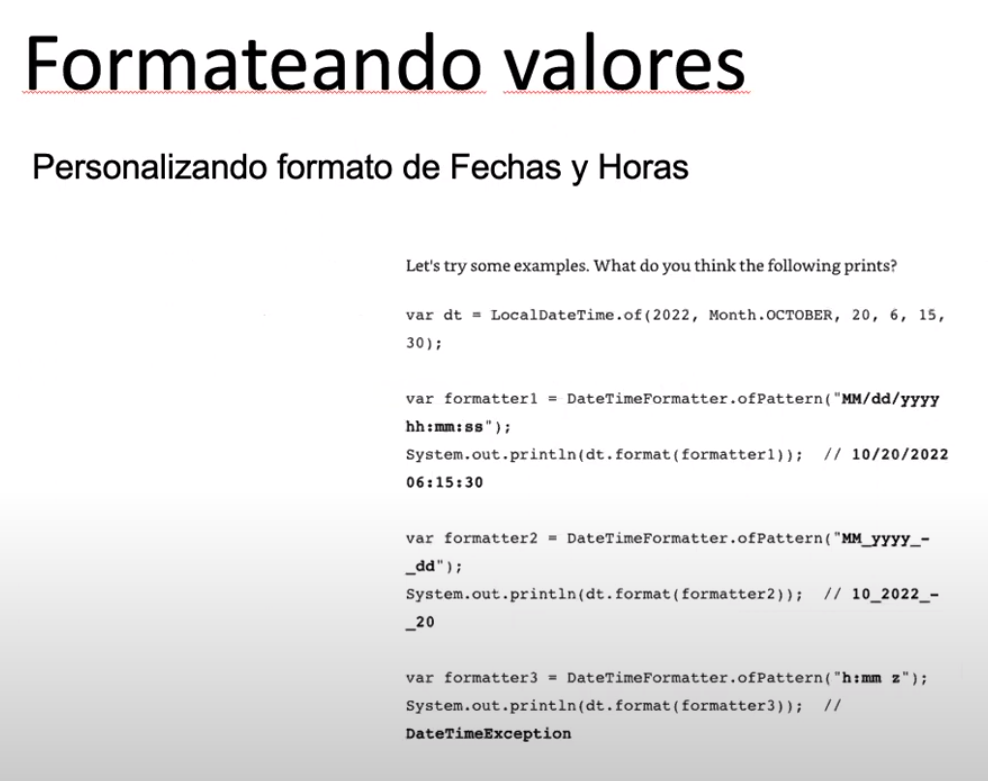 Formateando valores
Personalizando formato de Fechas y Horas
Let's try some examples. What do you think the following prints?
var dt = LocalDateTime.of(2022, Month.OCTOBER, 20, 6, 15,
30);
var formatter1 = DateTimeFormatter.ofPattern("MM/dd/yyyy
hh:mm:ss");
System.out.println(dt.format(formatter1));  // 10/20/2022
06:15:30
var formatter2 = DateTimeFormatter.ofPattern("MM_yyyy_-
_dd");
System.out.println(dt.format(formatter2));  // 10_2022_-
_20
var formatter3 = DateTimeFormatter.ofPattern("h:mm z");
System.out.println(dt.format(formatter3));  //
DateTimeException